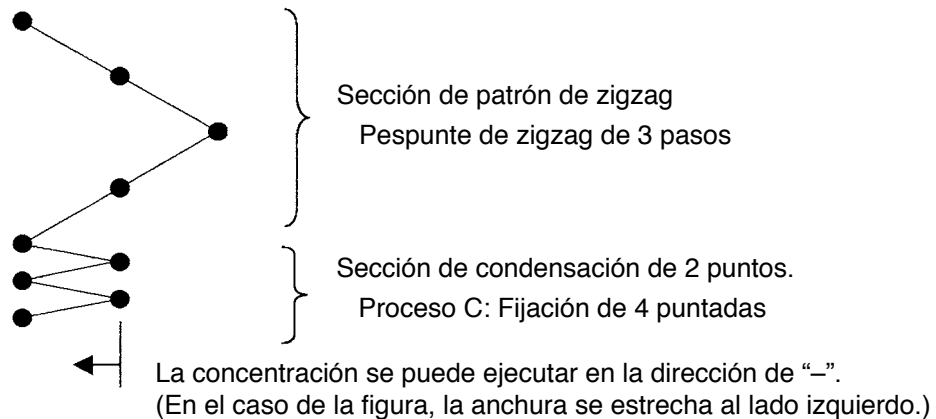 Sección de patrón de zigzag
Pespunte de zigzag de 3 pasos
Sección de condensación de 2 puntos.
Proceso C: Fijación de 4 puntadas
La concentración se puede ejecutar en la dirección de “–”.
(En el caso de la figura, la anchura se estrecha al lado izquierdo.)